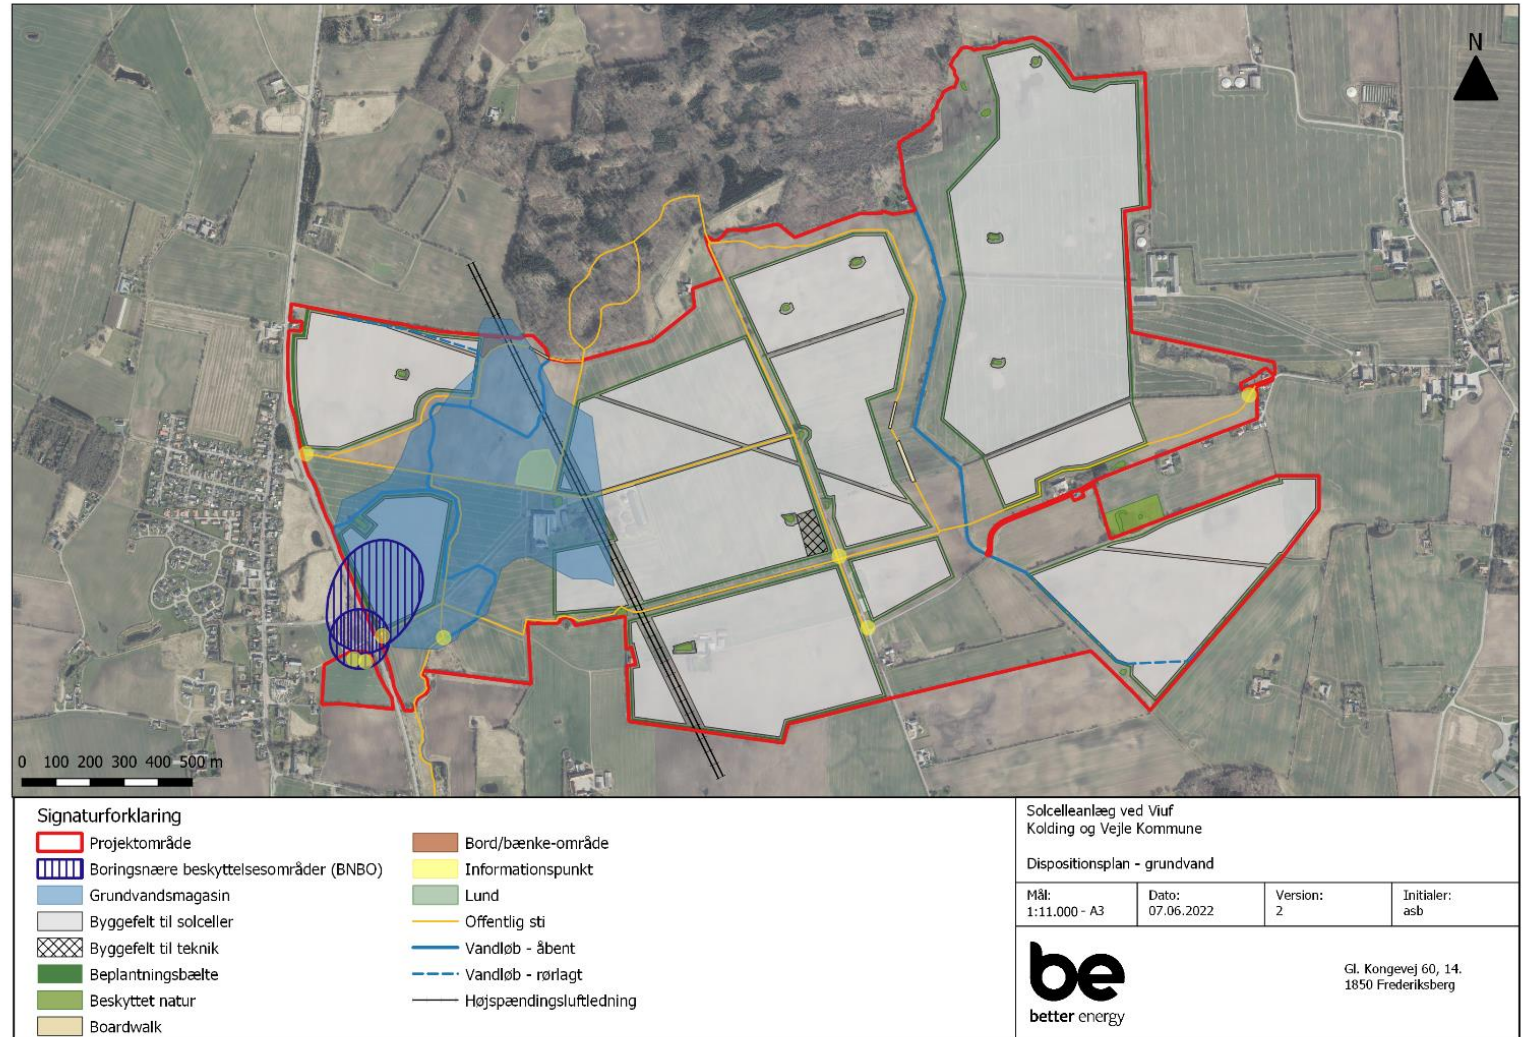 N
0 100 200 300 400 500 m
Signaturforklaring
Projektområde
Boringsnære beskyttelsesområder (BNBO)
Grundvandsmagasin
Byggefelt til solceller
Byggefelt til teknik
Beplantningsbælte
Beskyttet natur
Boardwalk
Bord/bænke-område
Informationspunkt
Lund
Offentlig sti
Vandløb - åbent
Vandløb - rørlagt
Højspændingsluftledning
Solcelleanlæg ved Viuf
Kolding og Vejle Kommune
Dispositionsplan - grundvand
Mål:
1:11.000 - A3
Dato:
07.06.2022
Version:
2
Initialer:
asb
be
better energy
Gl. Kongevej 60, 14.
1850 Frederiksberg